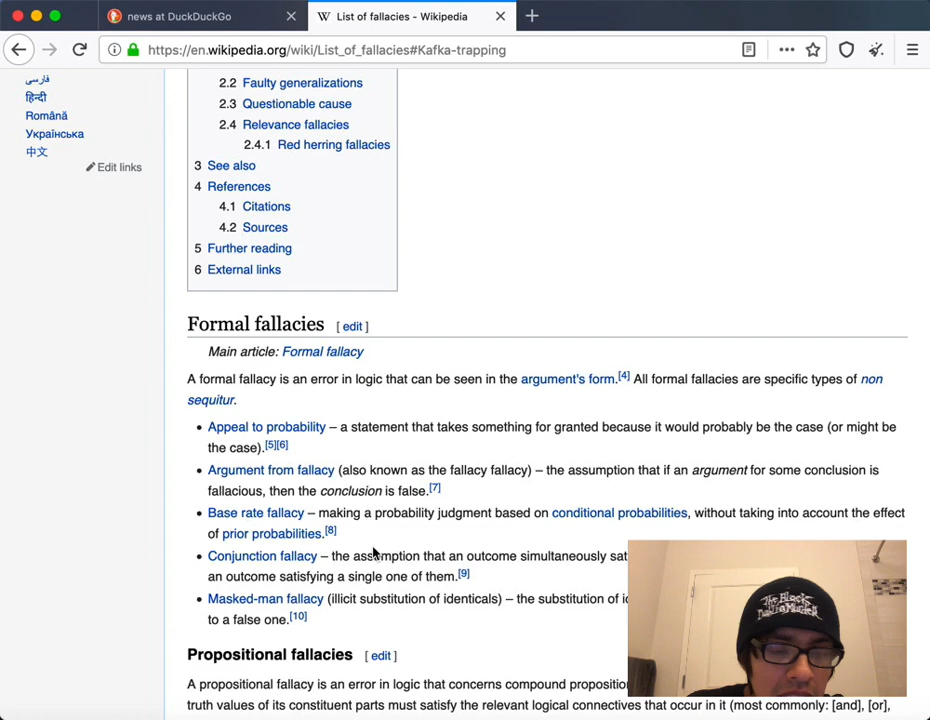 news at DuckDuckGo
W List of fallacies - Wikipedia
https://en.wikipedia.org/wiki/List_of_fallacies#Kafka-trapping
فارسی
हिन्दी
Română
Українська
中文
Edit links
2.2 Faulty generalizations
2.3 Questionable cause
2.4 Relevance fallacies
2.4.1 Red herring fallacies
3 See also
4 References
4.1 Citations
4.2 Sources
5 Further reading
6 External links
Formal fallacies [ edit ]
Main article: Formal fallacy
A formal fallacy is an error in logic that can be seen in the argument's form.[4] All formal fallacies are specific types of non
sequitur.
• Appeal to probability – a statement that takes something for granted because it would probably be the case (or might be
the case).[5][6]
• Argument from fallacy (also known as the fallacy fallacy) – the assumption that if an argument for some conclusion is
fallacious, then the conclusion is false.[7]
• Base rate fallacy – making a probability judgment based on conditional probabilities, without taking into account the effect
of prior probabilities.[8]
• Conjunction fallacy – the assumption that an outcome simultaneously sat
an outcome satisfying a single one of them.[9]
• Masked-man fallacy (illicit substitution of identicals) – the substitution of id
to a false one.[10]
Propositional fallacies [ edit ]
A propositional fallacy is an error in logic that concerns compound proposition
truth values of its constituent parts must satisfy the relevant logical connectives that occur in it (most commonly: [and], [or],
The Black
Dahlia Murder